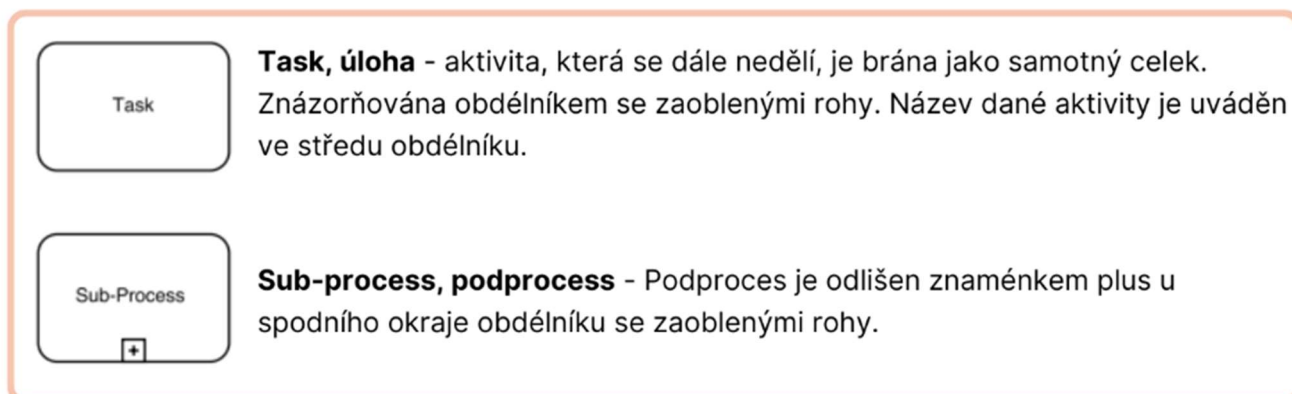 Task
Task, úloha - aktivita, která se dále nedělí, je brána jako samotný celek.
Znázorňována obdélníkem se zaoblenými rohy. Název dané aktivity je uváděn
ve středu obdélníku.
Sub-Process
Sub-process, podprocess - Podproces je odlišen znaménkem plus u
spodního okraje obdélníku se zaoblenými rohy.